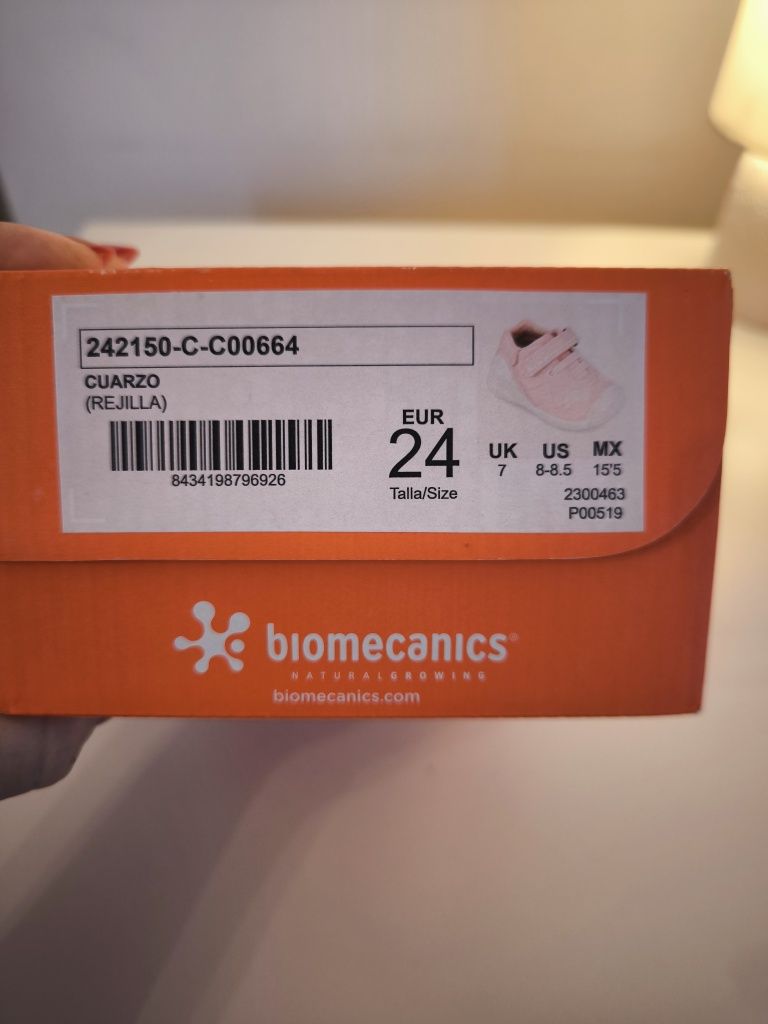 242150-C-C00664
CUARZO
(REJILLA)
8434198796926
EUR
24
Talla/Size
UK US MX
7 8-8.5 15'5
2300463
P00519
biomecanics®
NATURALGROWING
biomecanics.com